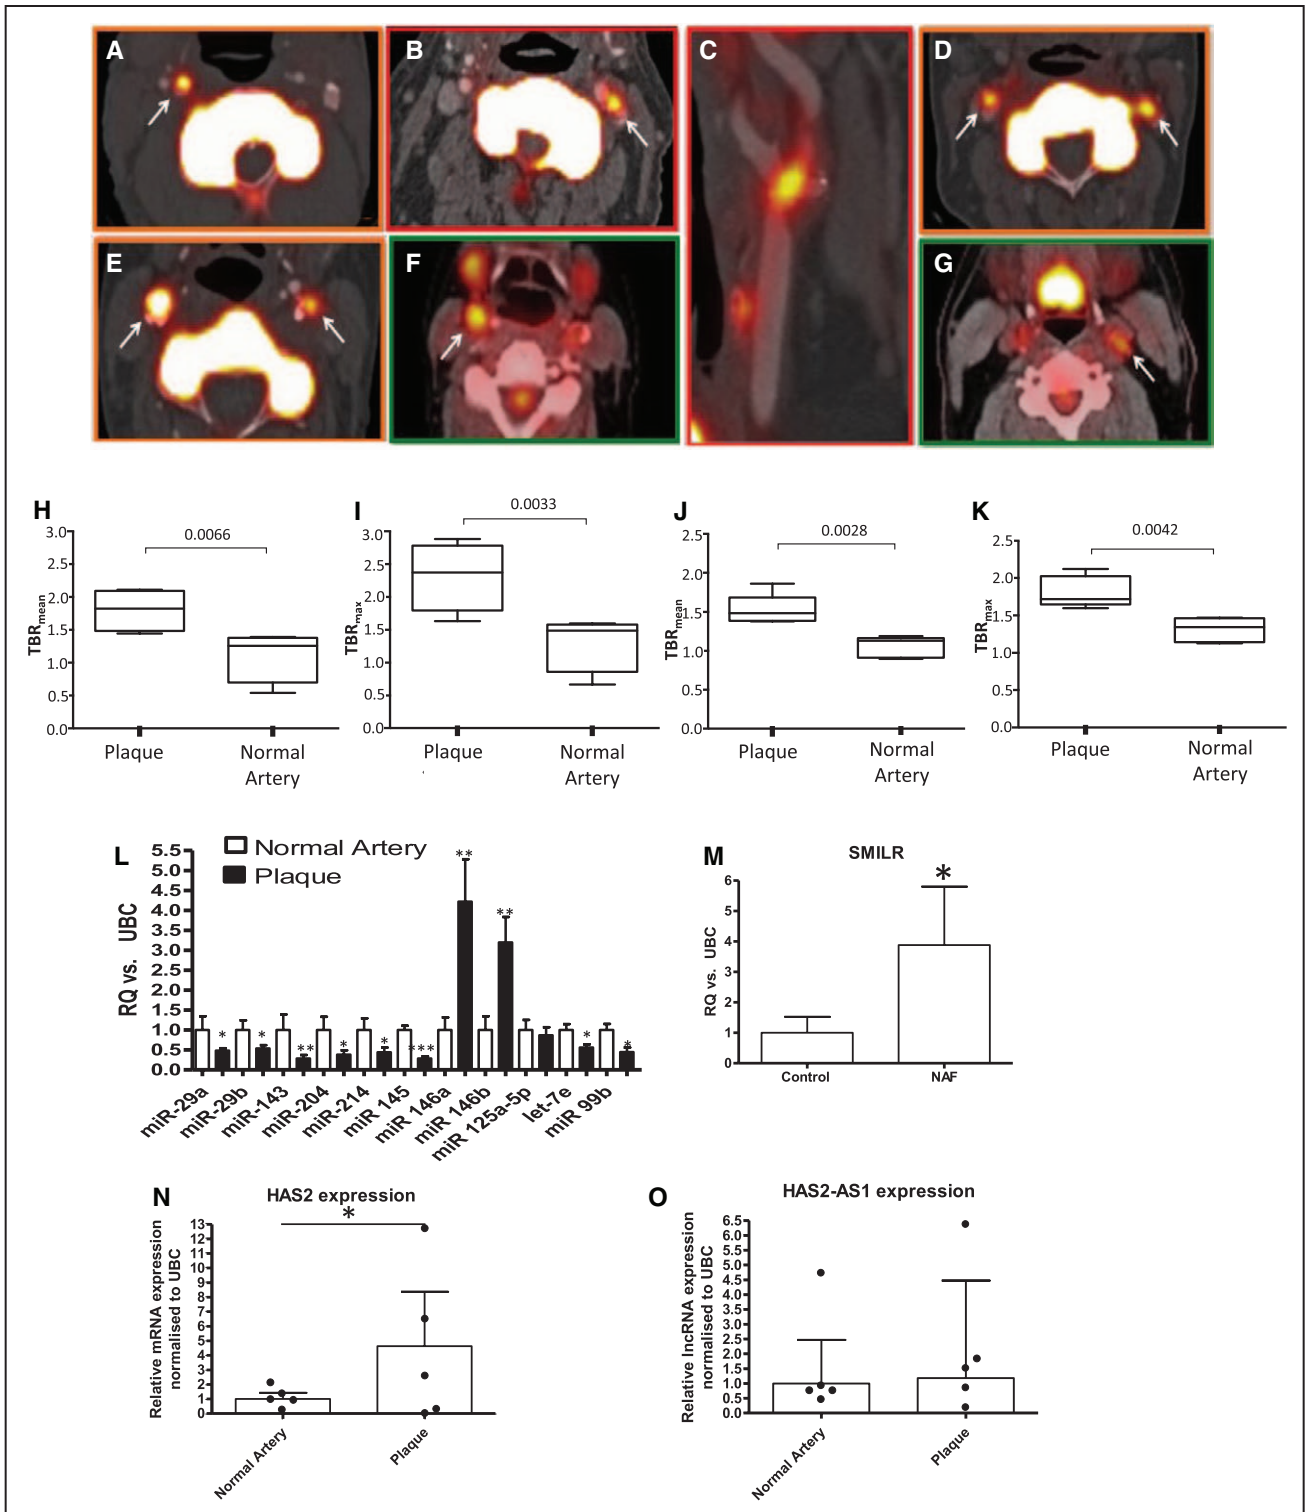 A
B
C
D
E
F
G
H
3.0
2.5
2.0
1.5
1.0
0.5
0.0
TBRmean
0.0066
Plaque
Normal
Artery
I
3.0
2.5
2.0
1.5
1.0
0.5
0.0
TBRmax
0.0033
Plaque
Normal
Artery
J
2.5
2.0
1.5
1.0
0.5
0.0
TBRmean
0.0028
Plaque
Normal
Artery
K
2.5
2.0
1.5
1.0
0.5
0.0
TBRmax
0.0042
Plaque
Normal
Artery
L
Normal Artery
Plaque
RQ vs. UBC
5.5
5.0
4.5
4.0
3.5
3.0
2.5
2.0
1.5
1.0
0.5
0.0
*
*
**
*
*
***
**
**
*
*
miR-29a
miR-29b
miR-143
miR-204
miR-214
miR 145
miR 146a
miR 146b
miR 125a-5p
let-7e
miR 99b
M
SMILR
RQ vs. UBC
6
5
4
3
2
1
0
*
Control
NAF
N
HAS2 expression
*
Relative mRNA expression
normalised to UBC
13
12
11
10
9
8
7
6
5
4
3
2
1
0
Normal Artery
Plaque
O
HAS2-AS1 expression
Relative lncRNA expression
normalised to UBC
6.5
6.0
5.5
5.0
4.5
4.0
3.5
3.0
2.5
2.0
1.5
1.0
0.5
0.0
Normal Artery
Plaque